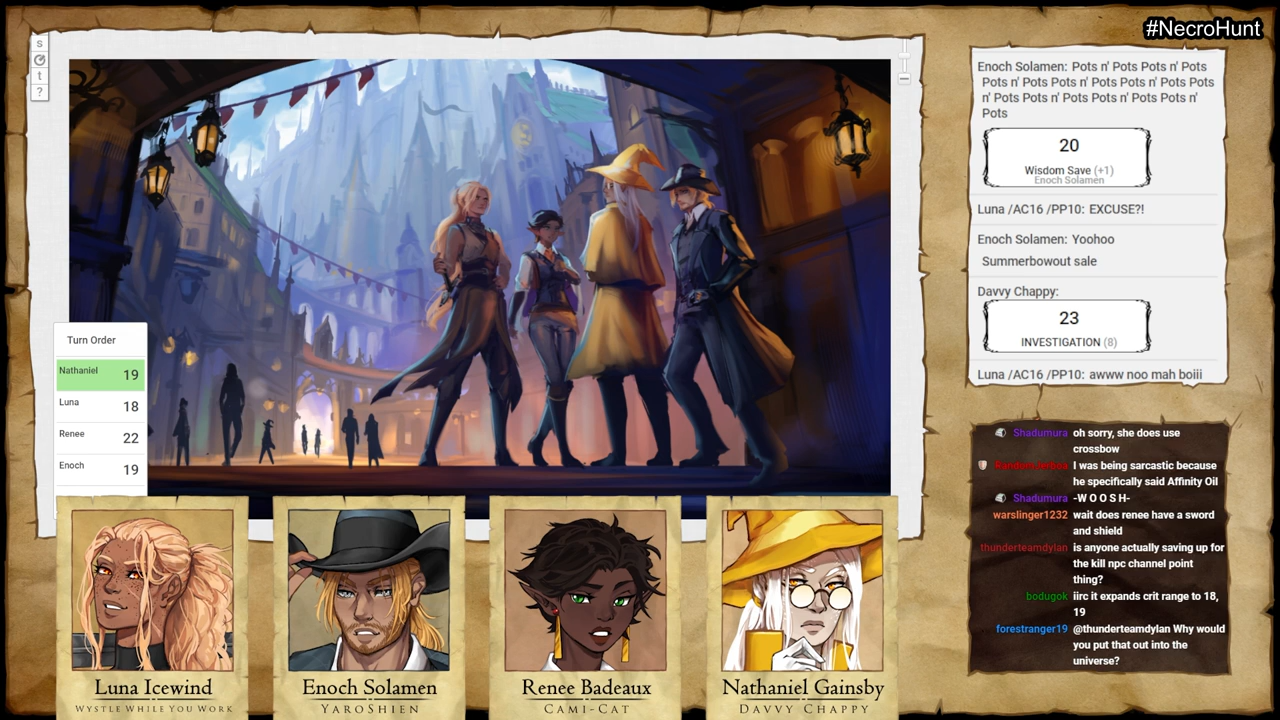 #NecroHunt
s
t
?
Enoch Solamen: Pots n' Pots Pots n' Pots
Pots n' Pots Pots n' Pots Pots n' Pots Pots
n' Pots Pots n' Pots Pots n' Pots Pots n'
Pots
20
Wisdom Save (+1)
Enoch Solamen
Luna /AC16 /PP10: EXCUSE?!
Enoch Solamen: Yoohoo
Summerbowout sale
Davvy Chappy:
23
INVESTIGATION (8)
Luna /AC16 /PP10: awww noo mah boiii
Turn Order
Nathaniel 19
Luna 18
Renee 22
Enoch 19
Shadumura oh sorry, she does use
crossbow
I was being sarcastic because
he specifically said Affinity Oil
Shadumura -W O O S H-
warslinger1232 wait does renee have a sword
and shield
thunderteamdylan is anyone actually saving up for
the kill npc channel point
thing?
bodugok iirc it expands crit range to 18,
19
forestranger19 @thunderteamdylan Why would
you put that out into the
universe?
Luna Icewind
WYSTLE WHILE YOU WORK
Enoch Solamen
YAROSHIEN
Renee Badeaux
CAMI-CAT
Nathaniel Gainsby
DAVVY CHAPPY